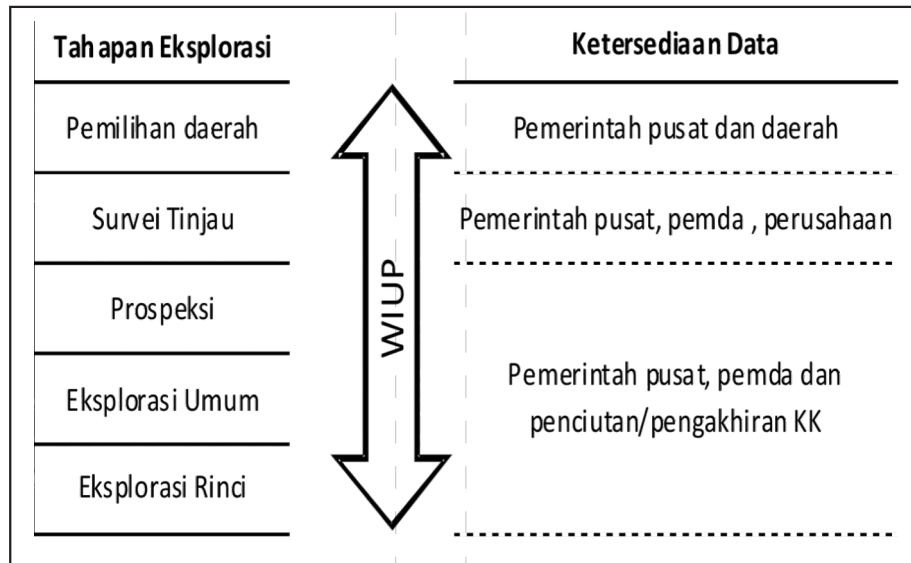 Tahapan Eksplorasi
Ketersediaan Data
Pemilihan daerah
Pemerintah pusat dan daerah
Survei Tinjau
Pemerintah pusat, pemda , perusahaan
Prospeksi
Eksplorasi Umum
Eksplorasi Rinci
WIUP
Pemerintah pusat, pemda dan
penciutan/pengakhiran KK